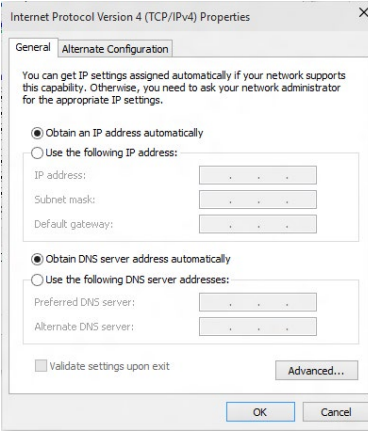 Internet Protocol Version 4 (TCP/IPv4) Properties
General
Alternate Configuration
You can get IP settings assigned automatically if your network supports
this capability. Otherwise, you need to ask your network administrator
for the appropriate IP settings.
Obtain an IP address automatically
Use the following IP address:
IP address:
Subnet mask:
Default gateway:
Obtain DNS server address automatically
Use the following DNS server addresses:
Preferred DNS server:
Alternate DNS server:
Validate settings upon exit
Advanced...
OK
Cancel